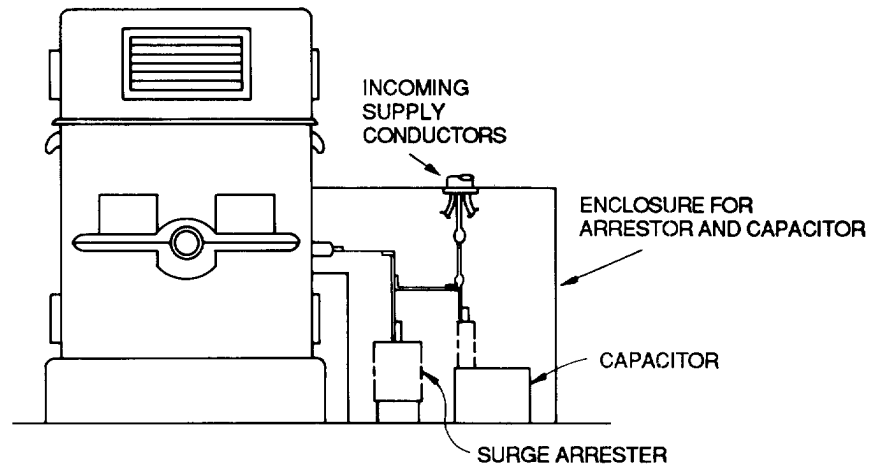 INCOMING
SUPPLY
CONDUCTORS
ENCLOSURE FOR
ARRESTOR AND CAPACITOR
CAPACITOR
SURGE ARRESTER